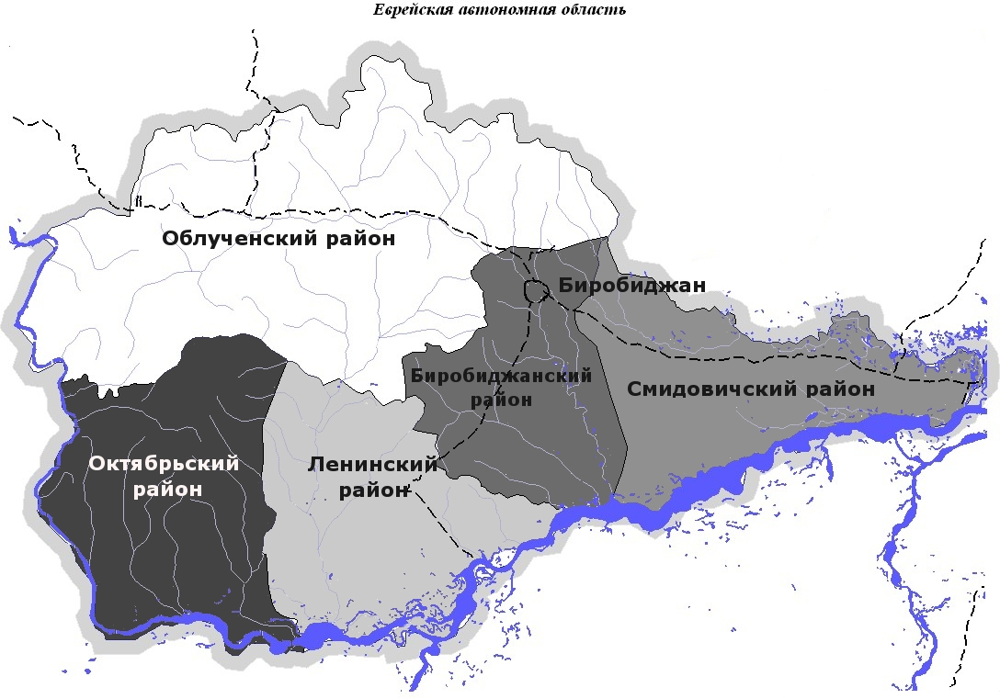 Еврейская автономная область
Облученский район
Биробиджан
Биробиджанский
район
Смидовичский район
Октябрьский
район
Ленинский
район